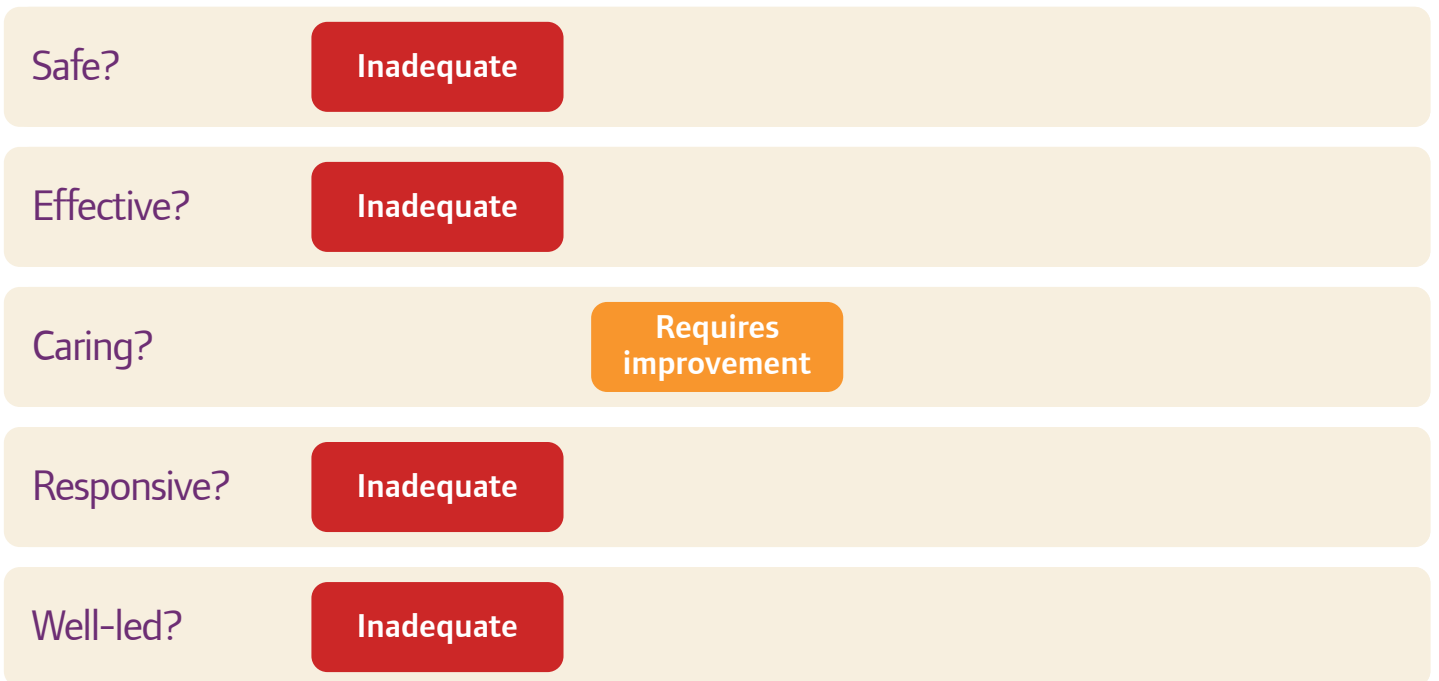 Safe?
Inadequate
Effective?
Inadequate
Caring?
Requires
improvement
Responsive?
Inadequate
Well-led?
Inadequate